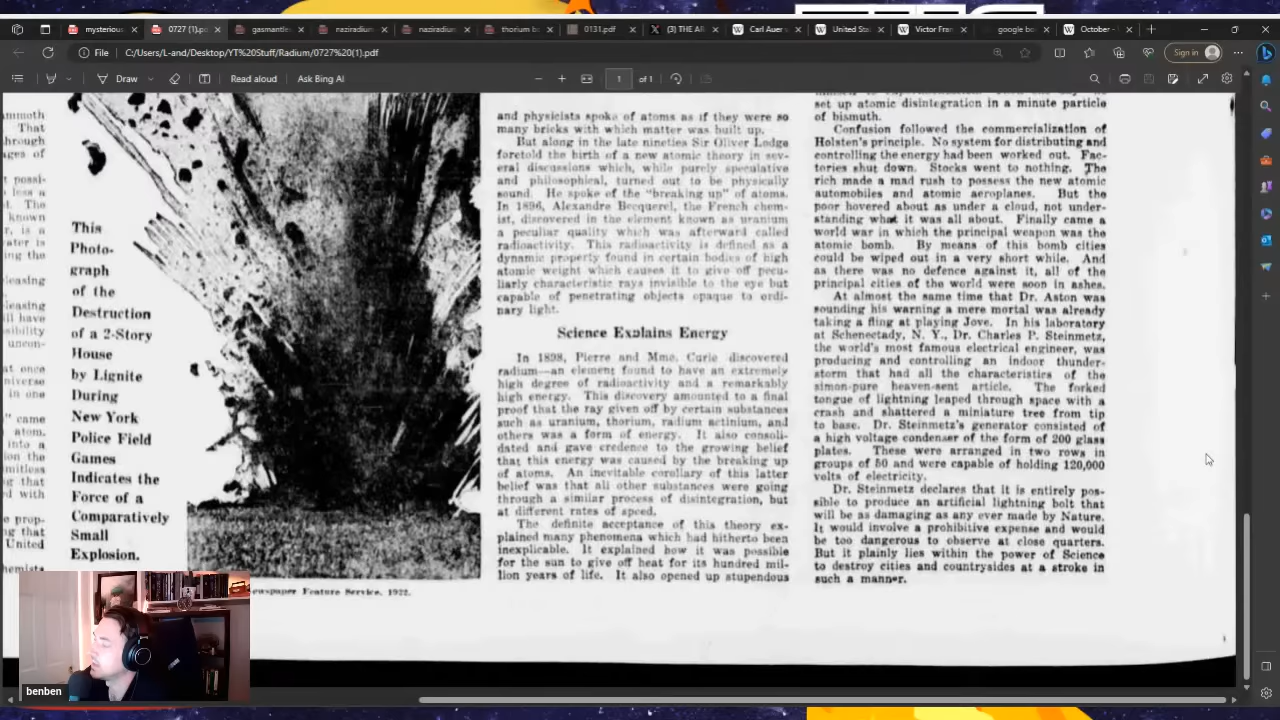 mysteriou
0727 (1).p
gasmantle
naziradium
naziradium
thorium bo
0131.pdf
(3) THE AR
Carl Auer v
United Sta
Victor Fran
google bo
October -
File
C:/Users/L-and/Desktop/YT%20Stuff/Radium/0727%20(1).pdf
Sign in
Draw
Read aloud
Ask Bing AI
1
of 1
This
Photo-
graph
of the
Destruction
of a 2-Story
House
by Lignite
During
New York
Police Field
Games
Indicates the
Force of a
Comparatively
Small
Explosion.
ewspaper Feature Service, 1922.
and physicists spoke of atoms as if they were so
many bricks with which matter was built up.
But along in the late nineties Sir Oliver Lodge
foretold the birth of a new atomic theory in sev-
eral discussions which, while purely speculative
and philosophical, turned out to be physically
sound. He spoke of the "breaking up" of atoms.
In 1896, Alexandre Becquerel, the French chem-
ist, discovered in the element known as uranium
a peculiar quality which was afterward called
radioactivity. This radioactivity is defined as a
dynamic property found in certain bodies of high
atomic weight which causes it to give off pecu-
liarly characteristic rays invisible to the eye but
capable of penetrating objects opaque to ordi-
nary light.
Science Explains Energy
In 1898, Pierre and Mme. Curie discovered
radium—an element found to have an extremely
high degree of radioactivity and a remarkably
high energy. This discovery amounted to a final
proof that the ray given off by certain substances
such as uranium, thorium, radium actinium, and
others was a form of energy. It also consoli-
dated and gave credence to the growing belief
that this energy was caused by the breaking up
of atoms. An inevitable corollary of this latter
belief was that all other substances were going
through a similar process of disintegration, but
at different rates of speed.
The definite acceptance of this theory ex-
plained many phenomena which had hitherto been
inexplicable. It explained how it was possible
for the sun to give off heat for its hundred mil-
lion years of life. It also opened up stupendous
set up atomic disintegration in a minute particle
of bismuth.
Confusion followed the commercialization of
Holsten's principle. No system for distributing and
controlling the energy had been worked out. Fac-
tories shut down. Stocks went to nothing. The
rich made a mad rush to possess the new atomic
automobiles and atomic aeroplanes. But the
poor hovered about as under a cloud, not under-
standing what it was all about. Finally came a
world war in which the principal weapon was the
atomic bomb. By means of this bomb cities
could be wiped out in a very short while. And
as there was no defence against it, all of the
principal cities of the world were soon in ashes.
At almost the same time that Dr. Aston was
sounding his warning a mere mortal was already
taking a fling at playing Jove. In his laboratory
at Schenectady, N. Y., Dr. Charles P. Steinmetz,
the world's most famous electrical engineer, was
producing and controlling an indoor thunder-
storm that had all the characteristics of the
simon-pure heaven-sent article. The forked
tongue of lightning leaped through space with a
crash and shattered a miniature tree from tip
to base. Dr. Steinmetz's generator consisted of
a high voltage condenser of the form of 200 glass
plates. These were arranged in two rows in
groups of 50 and were capable of holding 120,000
volts of electricity.
Dr. Steinmetz declares that it is entirely pos-
sible to produce an artificial lightning bolt that
will be as damaging as any ever made by Nature.
It would involve a prohibitive expense and would
be too dangerous to observe at close quarters.
But it plainly lies within the power of Science
to destroy cities and countrysides at a stroke in
such a manner.
benben